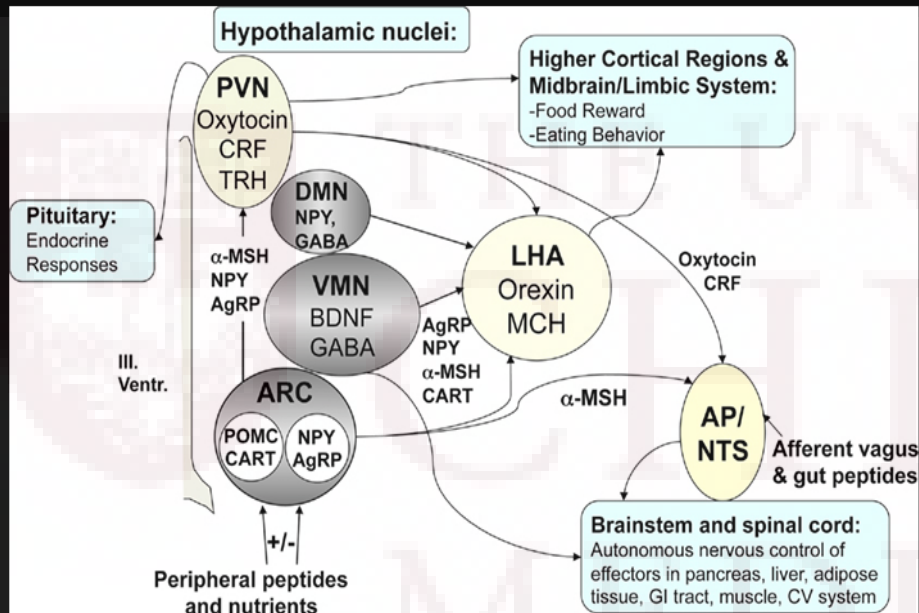 Hypothalamic nuclei:
PVN
Oxytocin
CRF
TRH
Higher Cortical Regions &
Midbrain/Limbic System:
-Food Reward
-Eating Behavior
Pituitary:
Endocrine
Responses
DMN
NPY,
GABA
α-MSH
NPY
AgRP
VMN
BDNF
GABA
LHA
Orexin
MCH
Oxytocin
CRF
AgRP
NPY
α-MSH
CART
III.
Ventr.
ARC
POMC
CART
NPY
AgRP
α-MSH
AP/
NTS
Afferent vagus
& gut peptides
+/-
Peripheral peptides
and nutrients
Brainstem and spinal cord:
Autonomous nervous control of
effectors in pancreas, liver, adipose
tissue, GI tract, muscle, CV system
THE UN
CHI